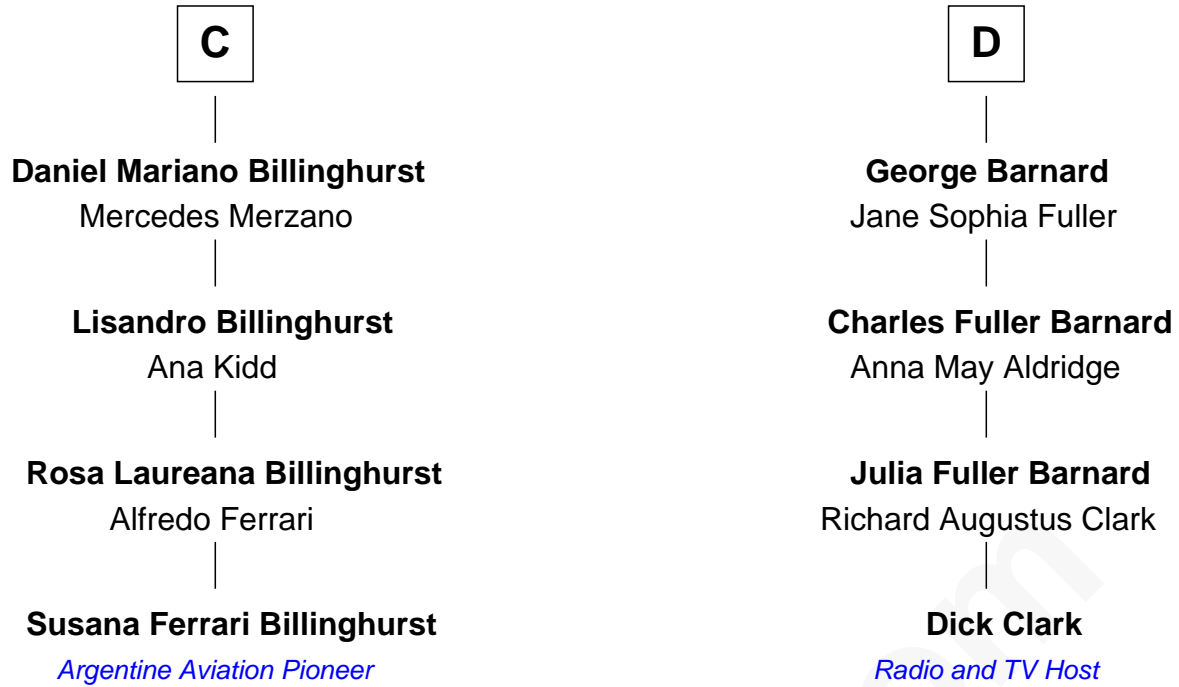 C
Daniel Mariano Billinghurst
Mercedes Merzano
Lisandro Billinghurst
Ana Kidd
Rosa Laureana Billinghurst
Alfredo Ferrari
Susana Ferrari Billinghurst
Argentine Aviation Pioneer
D
George Barnard
Jane Sophia Fuller
Charles Fuller Barnard
Anna May Aldridge
Julia Fuller Barnard
Richard Augustus Clark
Dick Clark
Radio and TV Host